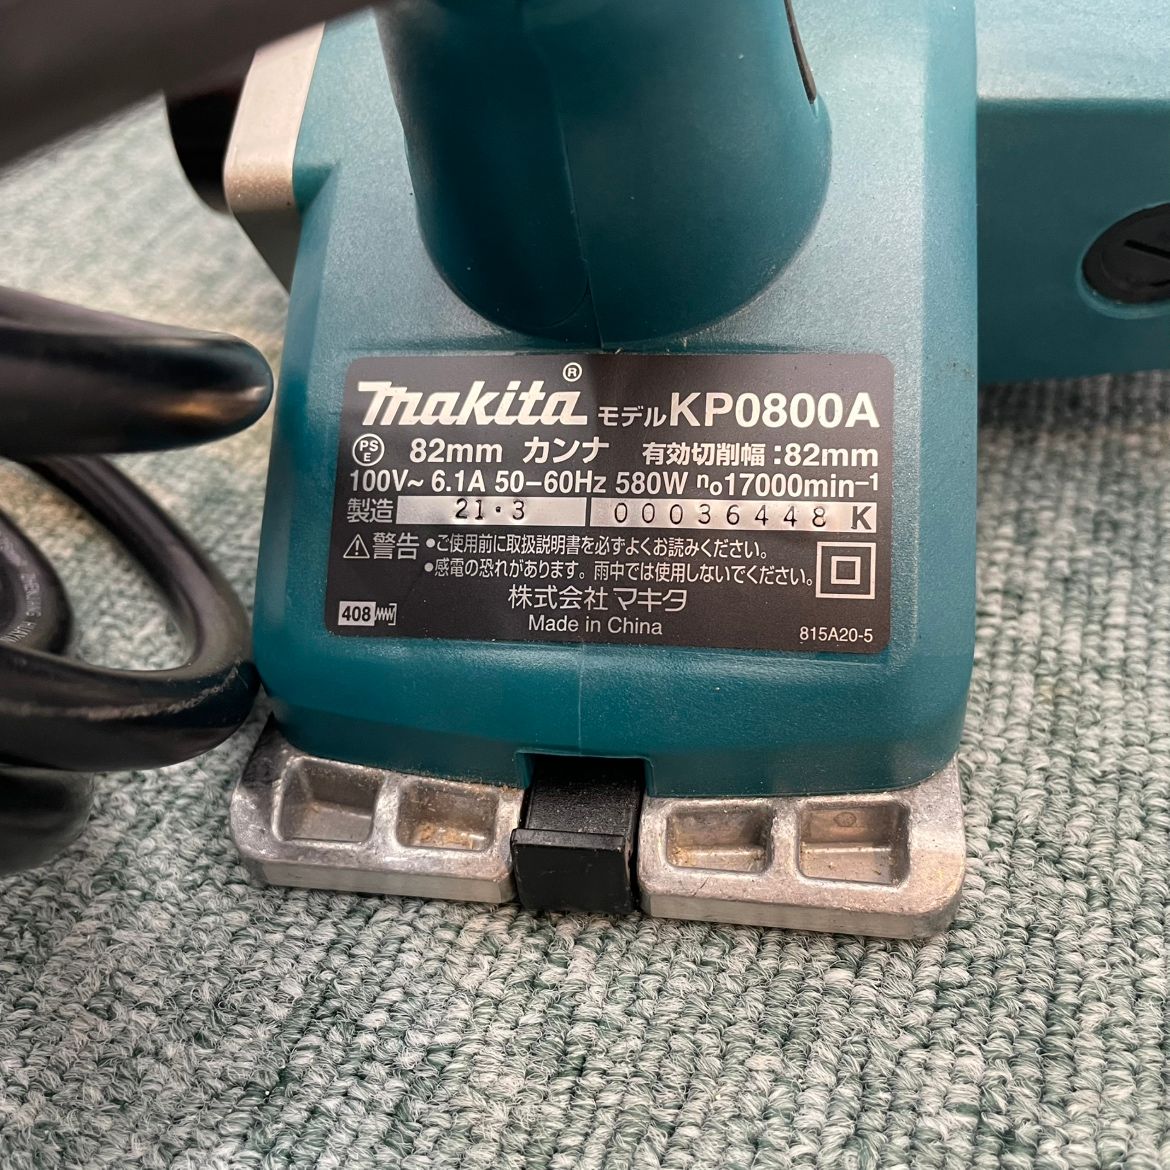 makita® モデルKP0800A
PSE 82mm カンナ 有効切削幅:82mm
100V~ 6.1A 50-60Hz 580W n₀17000min⁻¹
製造 21.3 00036448 K
⚠警告 •ご使用前に取扱説明書を必ずよくお読みください。
•感電の恐れがあります。雨中では使用しないでください。
株式会社マキタ
408
Made in China
815A20-5